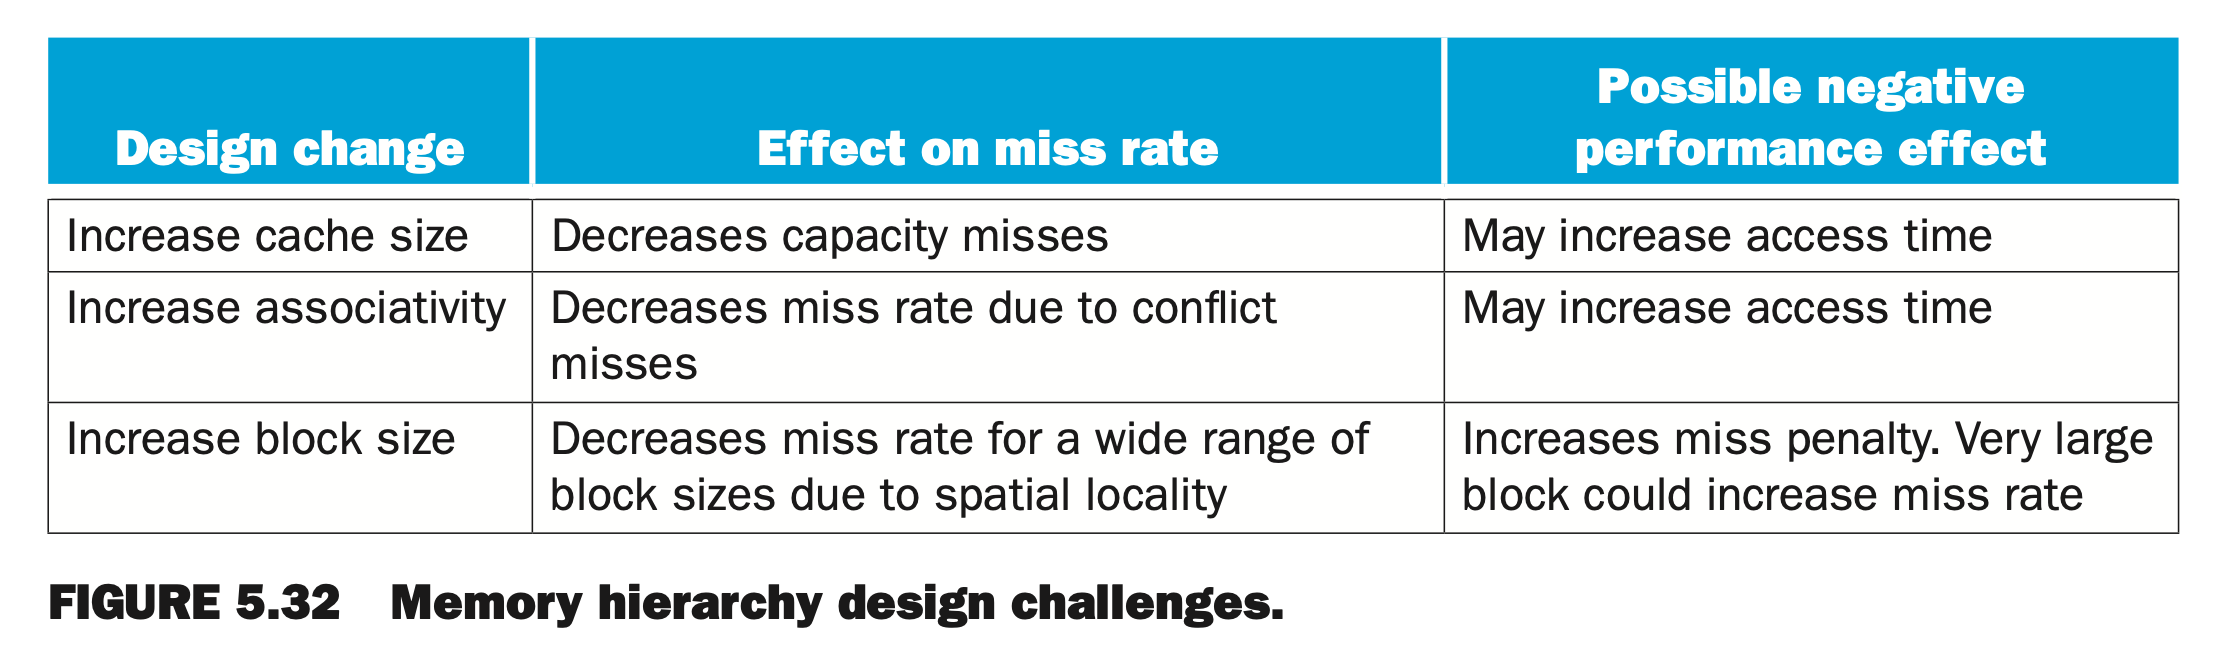 Design change
Effect on miss rate
Possible negative
performance effect
Increase cache size
Decreases capacity misses
May increase access time
Increase associativity
Decreases miss rate due to conflict
misses
May increase access time
Increase block size
Decreases miss rate for a wide range of
block sizes due to spatial locality
Increases miss penalty. Very large
block could increase miss rate
FIGURE 5.32 Memory hierarchy design challenges.